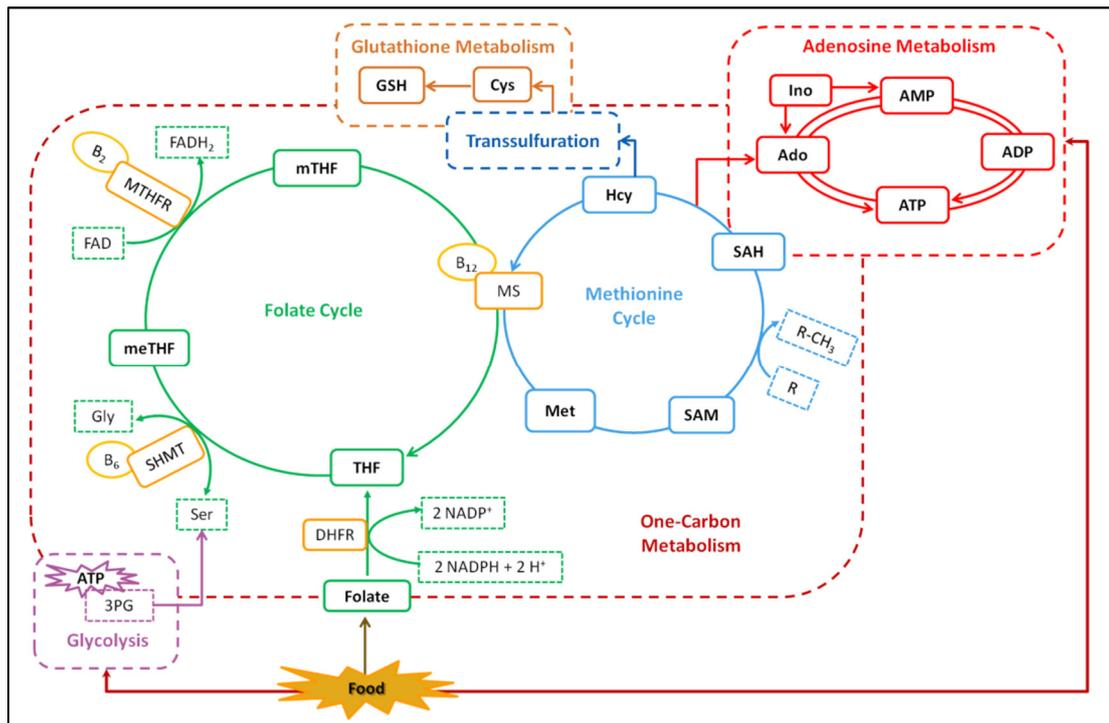 Glutathione Metabolism
GSH
Cys
Adenosine Metabolism
Ino
AMP
Ado
ADP
ATP
Transsulfuration
B₂
MTHFR
FADH₂
FAD
mTHF
Hcy
SAH
B₁₂
MS
Folate Cycle
Methionine
Cycle
meTHF
R-CH₃
R
Met
SAM
Gly
B₆
SHMT
THF
Ser
DHFR
2 NADP⁺
2 NADPH + 2 H⁺
One-Carbon
Metabolism
ATP
3PG
Glycolysis
Folate
Food